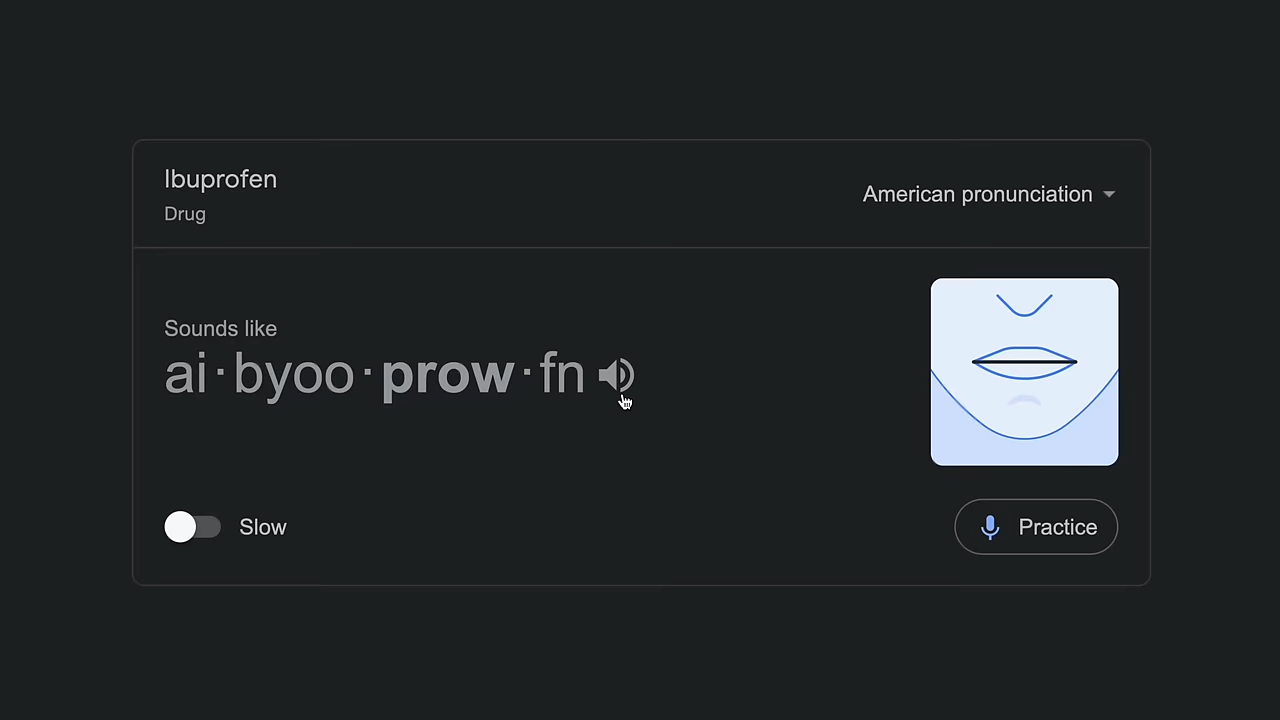 Ibuprofen
Drug
American pronunciation
Sounds like
ai·byoo·prow·fn
Slow
Practice